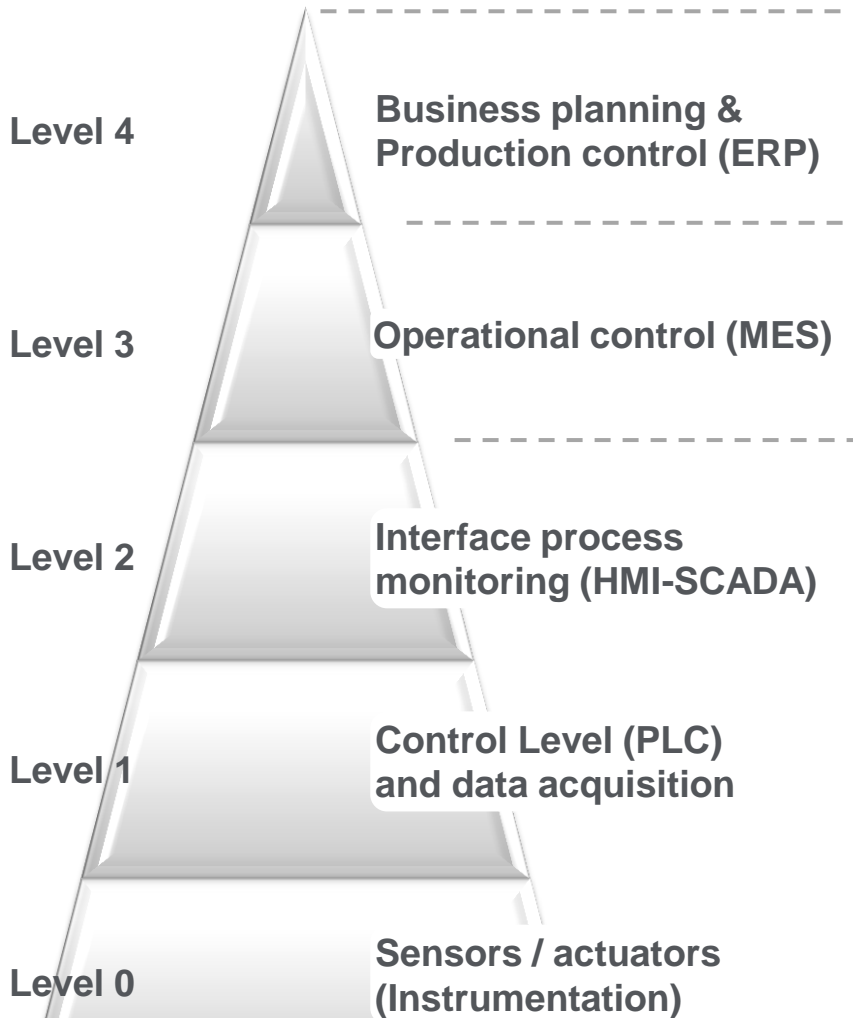 Level 4
Business planning &
Production control (ERP)
Level 3
Operational control (MES)
Level 2
Interface process
monitoring (HMI-SCADA)
Level 1
Control Level (PLC)
and data acquisition
Level 0
Sensors / actuators
(Instrumentation)